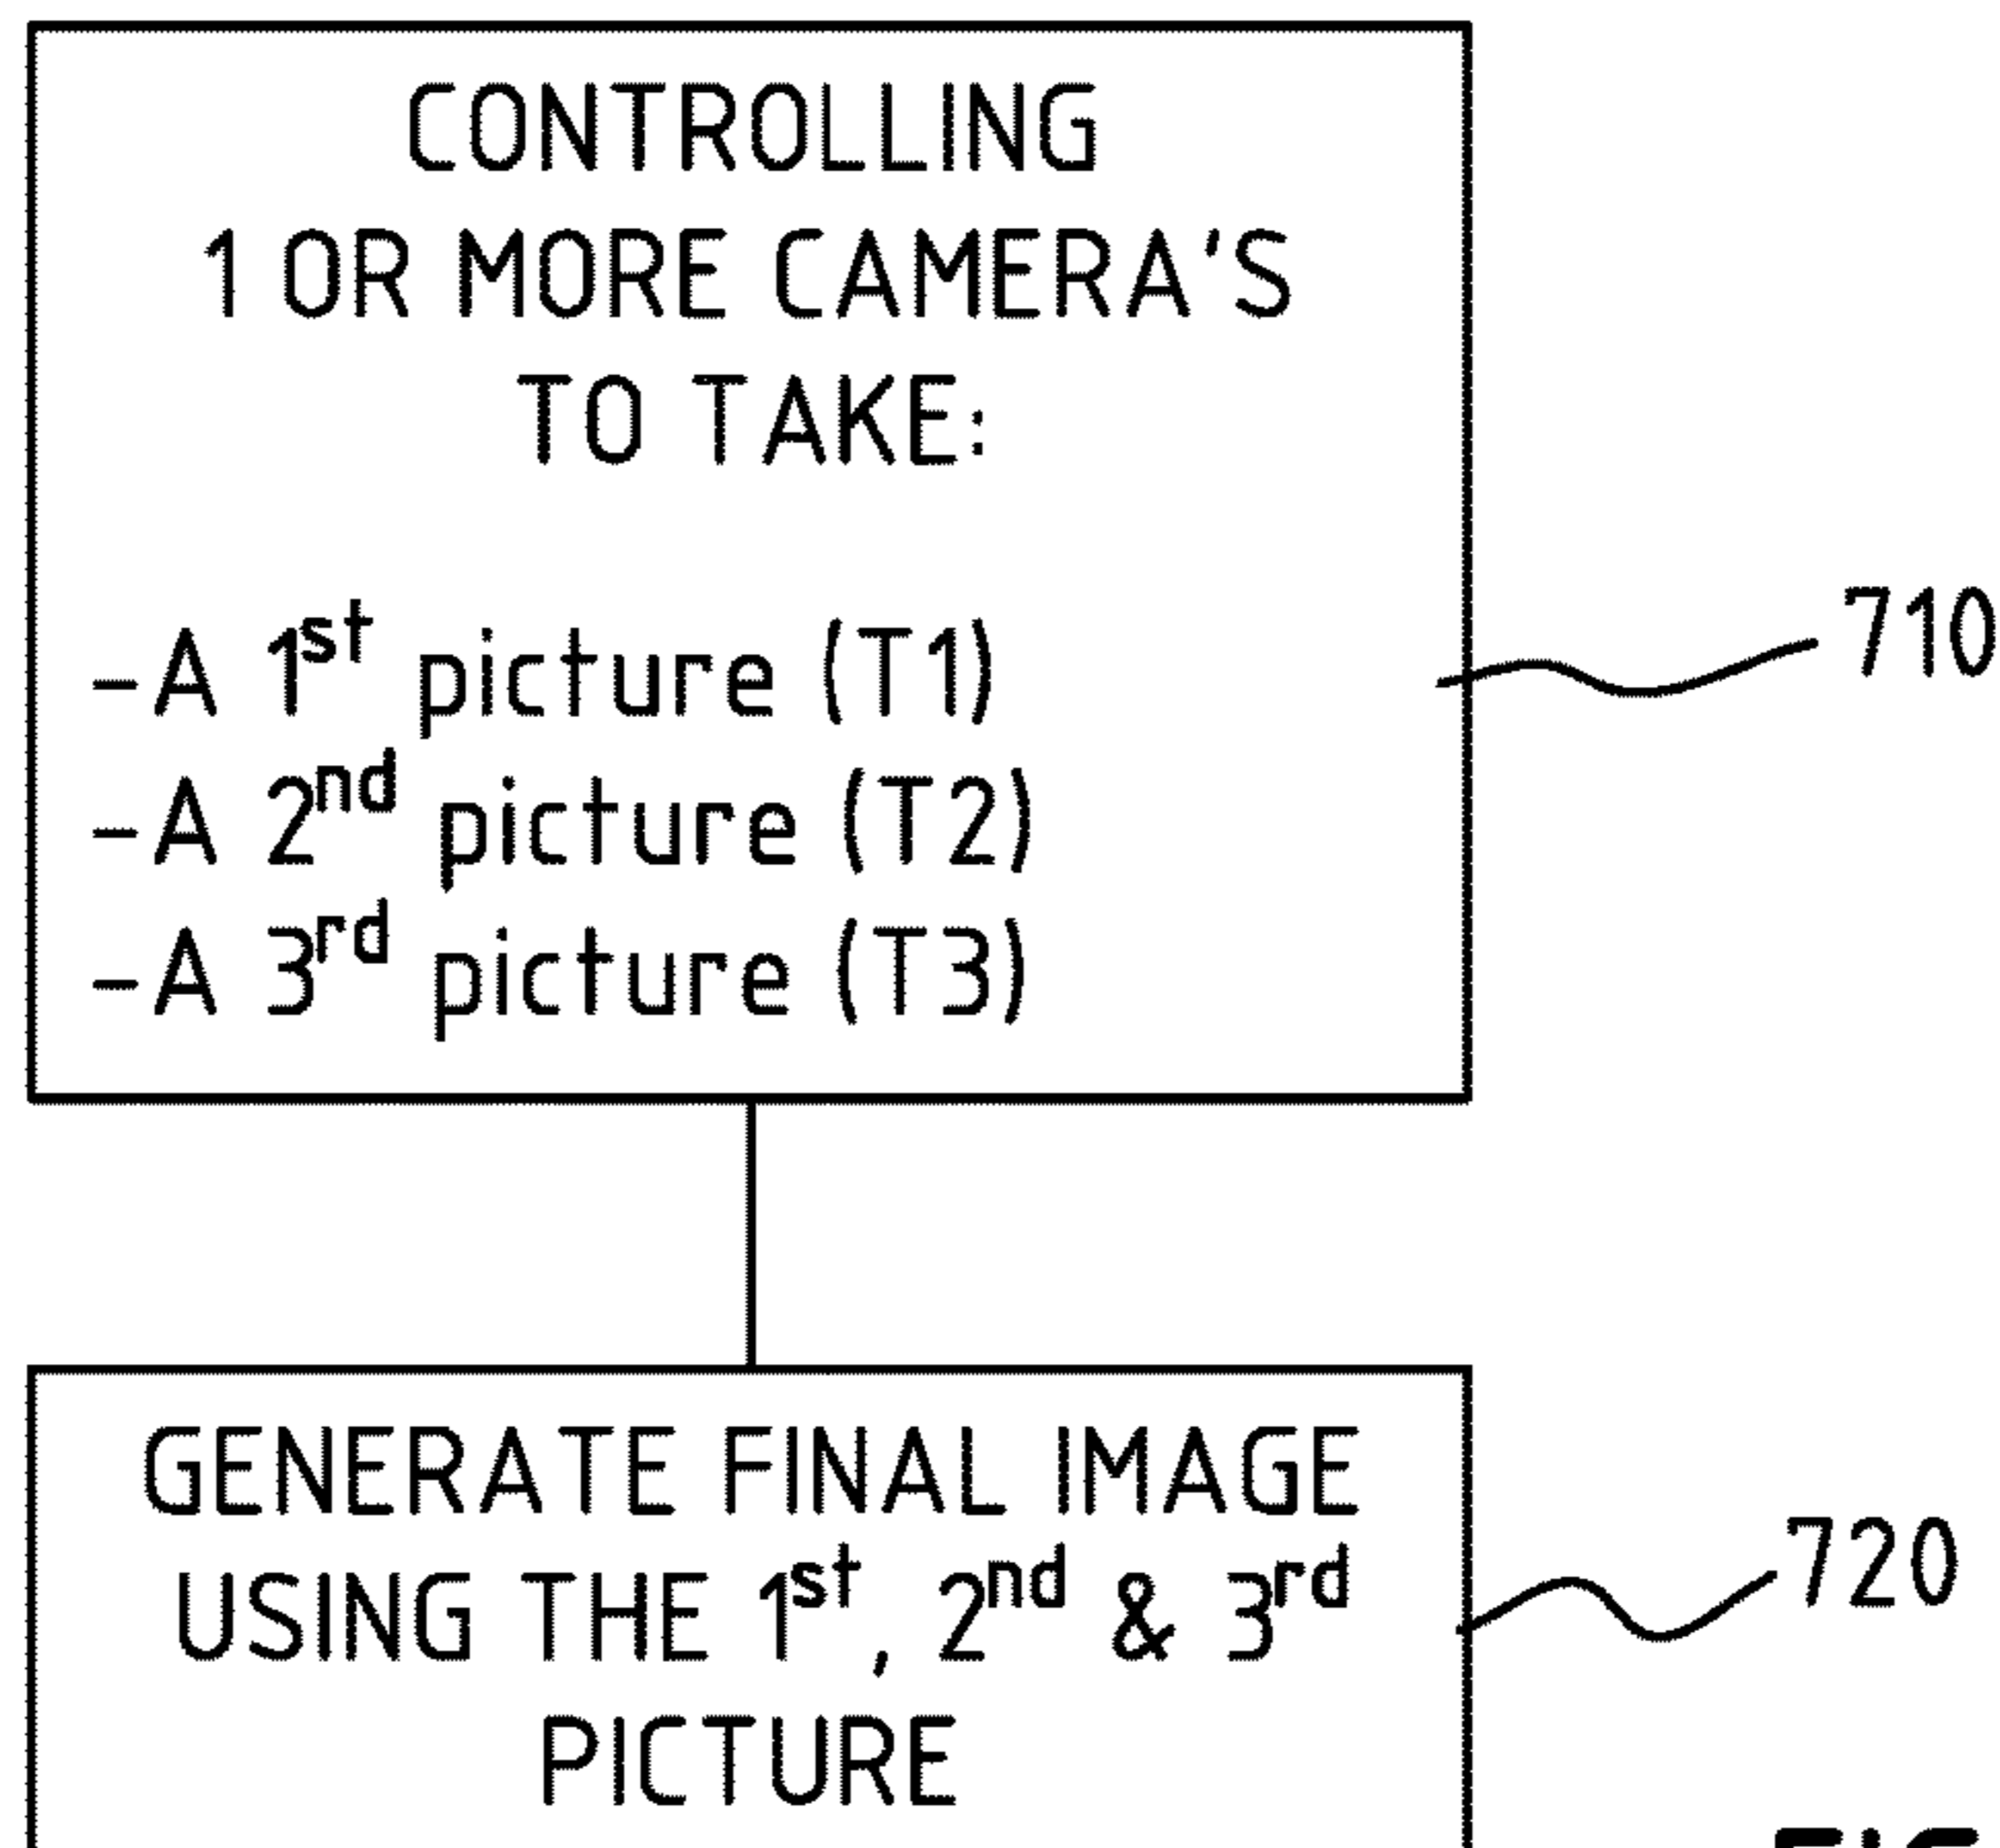 CONTROLLING
1 OR MORE CAMERA'S
TO TAKE:
-A 1st picture (T1)
710
-A 2nd picture (T2)
-A 3rd picture (T3)
GENERATE FINAL IMAGE
USING THE 1st, 2nd & 3rd
720
PICTURE